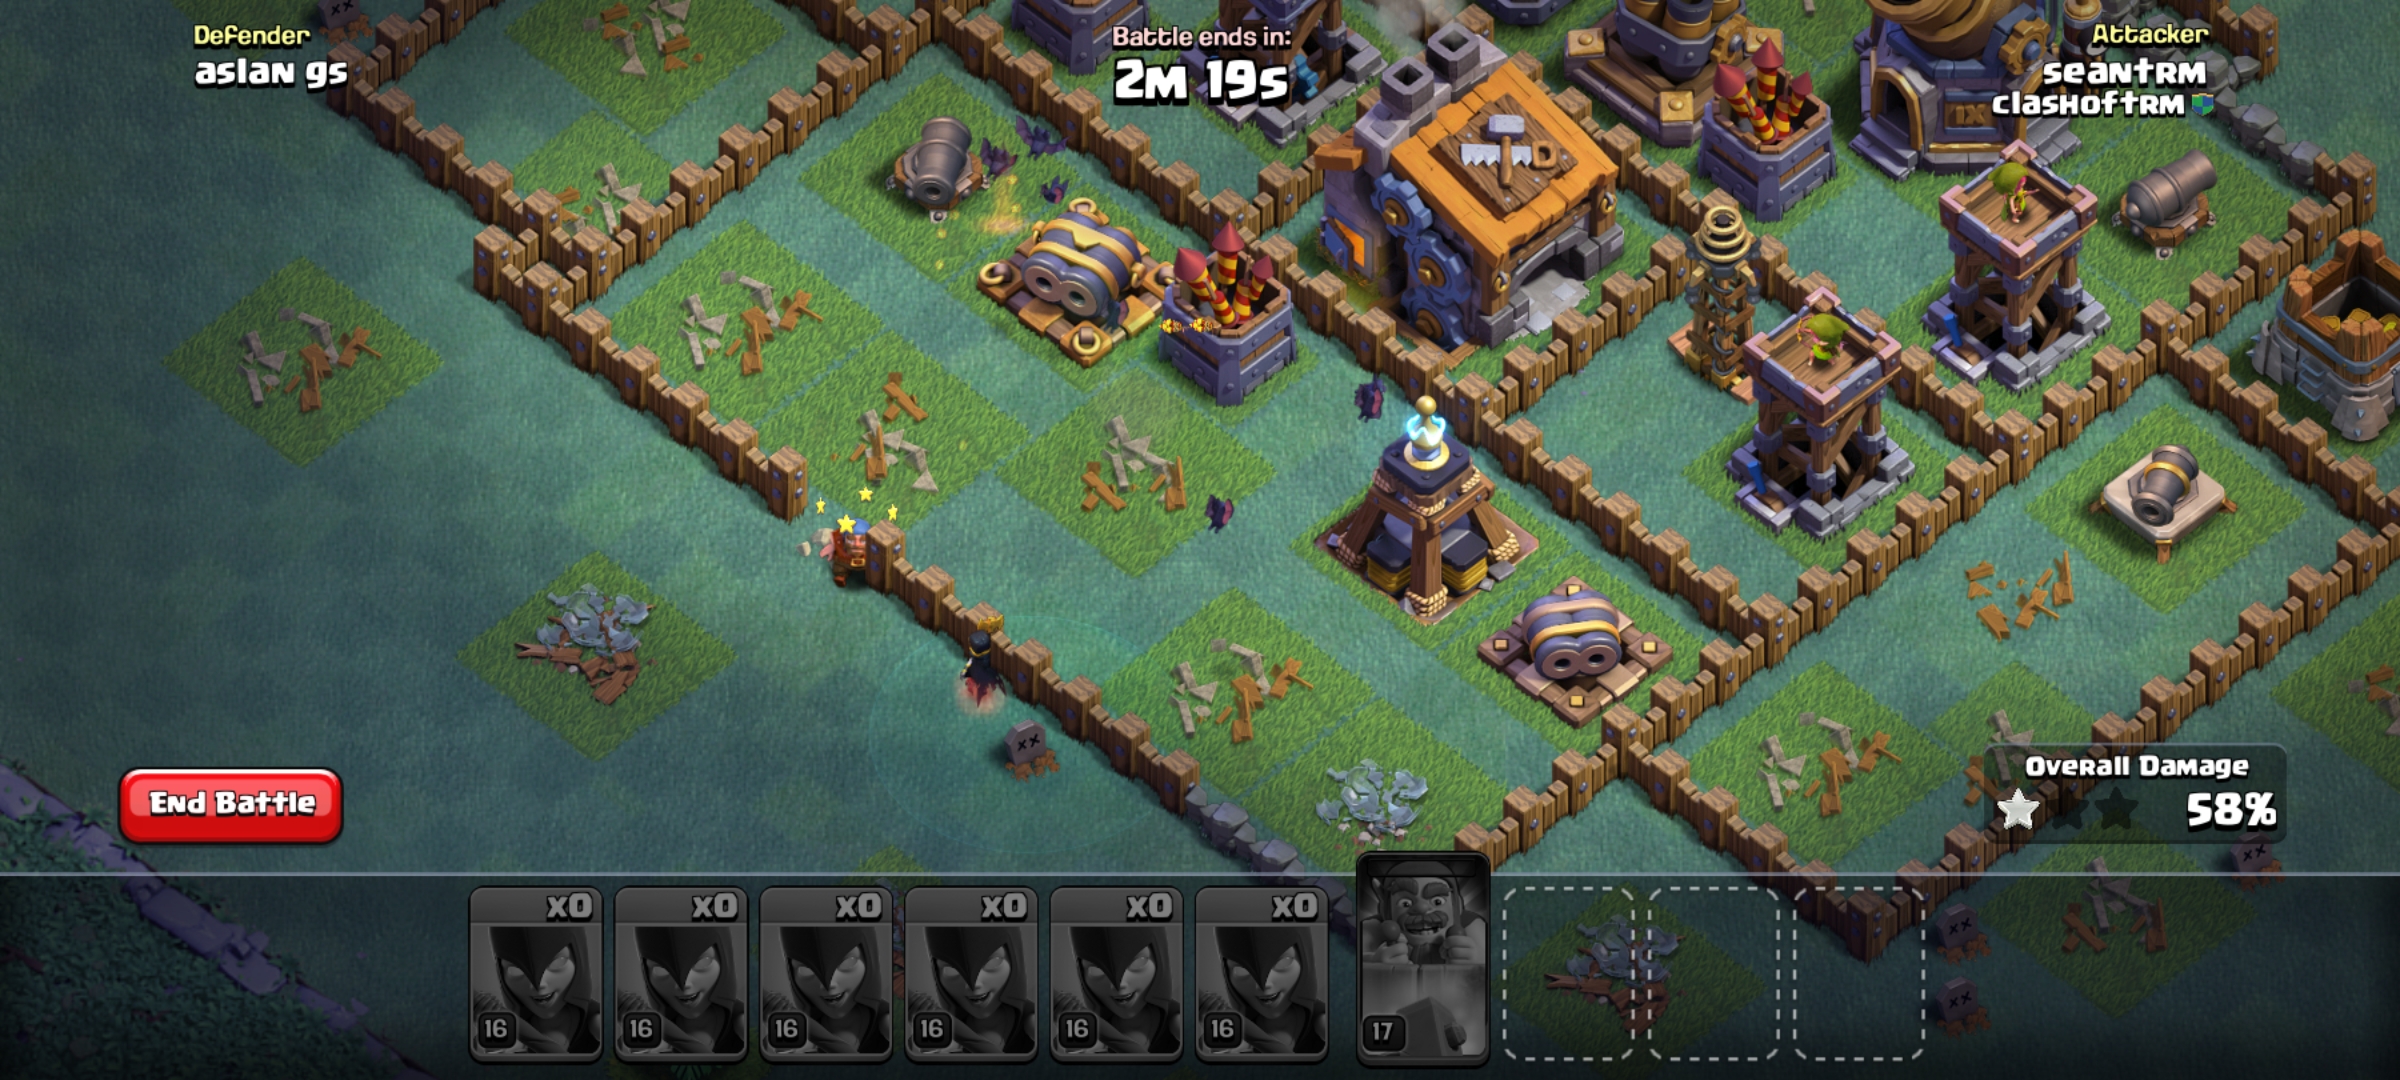 Defender
aslan gs
Battle ends in:
2M 19s
Attacker
seantRM
clashoftRM
IX
End Battle
Overall Damage
58%
x0
x0
x0
x0
x0
x0
16
16
16
16
16
16
17